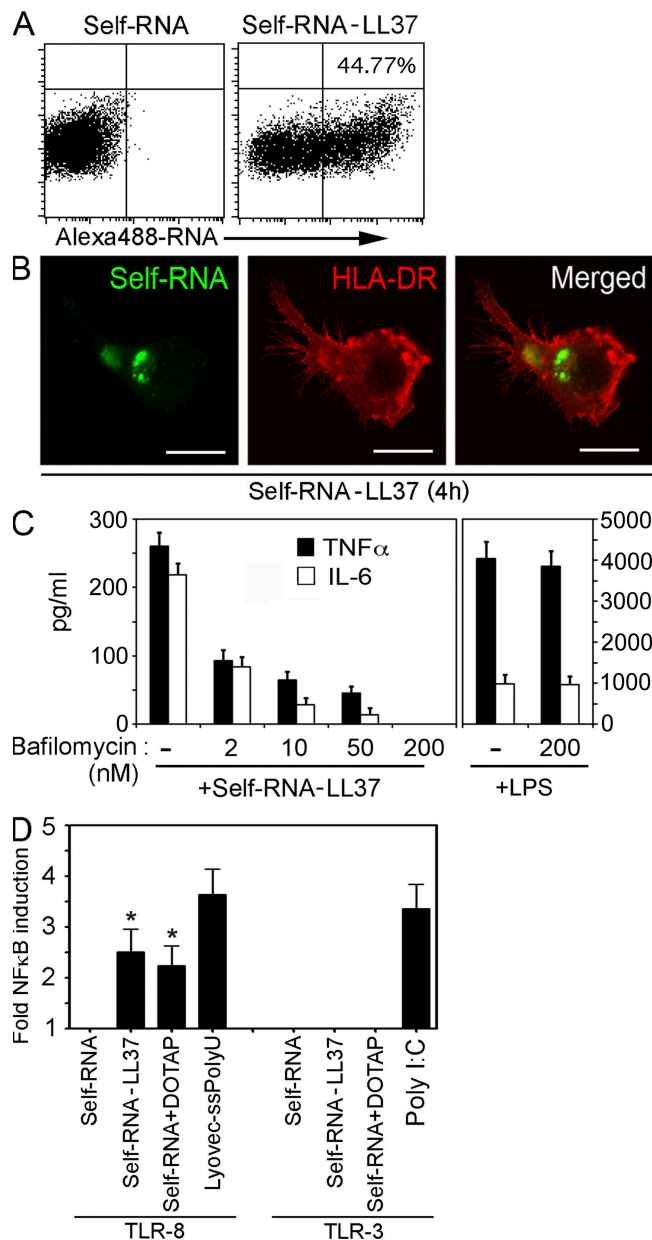 A
Self-RNA Self-RNA-LL37
44.77%
Alexa488-RNA
B
Self-RNA HLA-DR Merged
Self-RNA-LL37 (4h)
C
300 5000
200 4000
3000
100 2000
1000
0 0
pg/ml
TNFα
IL-6
Bafilomycin : – 2 10 50 200 – 200
(nM)
+Self-RNA-LL37 +LPS
D
5
4
3
2
1
Fold NFκB induction
* *
Self-RNA
Self-RNA-LL37
Self-RNA+DOTAP
Lyovec-ssPolyU
Self-RNA
Self-RNA-LL37
Self-RNA+DOTAP
Poly I:C
TLR-8 TLR-3